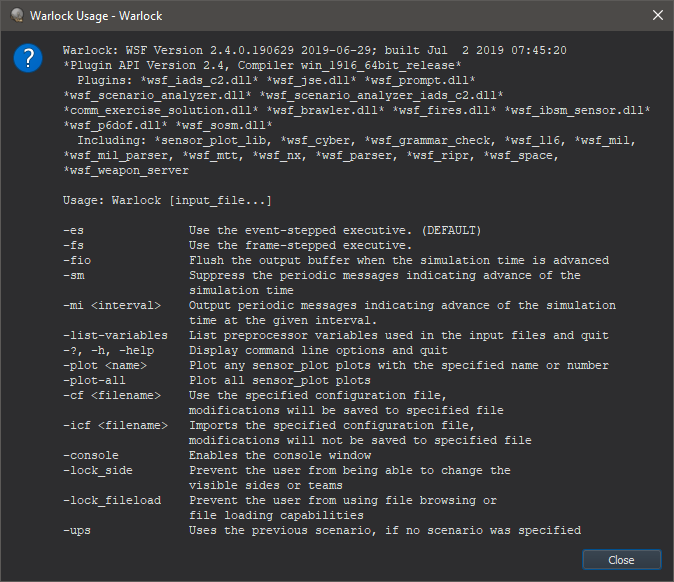 Warlock Usage - Warlock
Warlock: WSF Version 2.4.0.190629 2019-06-29; built Jul  2 2019 07:45:20
*Plugin API Version 2.4, Compiler win_1916_64bit_release*
  Plugins: *wsf_iads_c2.dll* *wsf_jse.dll* *wsf_prompt.dll*
*wsf_scenario_analyzer.dll* *wsf_scenario_analyzer_iads_c2.dll*
*comm_exercise_solution.dll* *wsf_brawler.dll* *wsf_fires.dll* *wsf_ibsm_sensor.dll*
*wsf_p6dof.dll* *wsf_sosm.dll*
  Including: *sensor_plot_lib, *wsf_cyber, *wsf_grammar_check, *wsf_l16, *wsf_mil,
*wsf_mil_parser, *wsf_mtt, *wsf_nx, *wsf_parser, *wsf_ripr, *wsf_space,
*wsf_weapon_server
Usage: Warlock [input_file...]
-es               Use the event-stepped executive. (DEFAULT)
-fs               Use the frame-stepped executive.
-fio              Flush the output buffer when the simulation time is advanced
-sm               Suppress the periodic messages indicating advance of the
                  simulation time
-mi <interval>    Output periodic messages indicating advance of the simulation
                  time at the given interval.
-list-variables   List preprocessor variables used in the input files and quit
-?, -h, -help     Display command line options and quit
-plot <name>      Plot any sensor_plot plots with the specified name or number
-plot-all         Plot all sensor_plot plots
-cf <filename>    Use the specified configuration file,
                  modifications will be saved to specified file
-icf <filename>   Imports the specified configuration file,
                  modifications will not be saved to specified file
-console          Enables the console window
-lock_side        Prevent the user from being able to change the
                  visible sides or teams
-lock_fileload    Prevent the user from using file browsing or
                  file loading capabilities
-ups              Uses the previous scenario, if no scenario was specified
Close